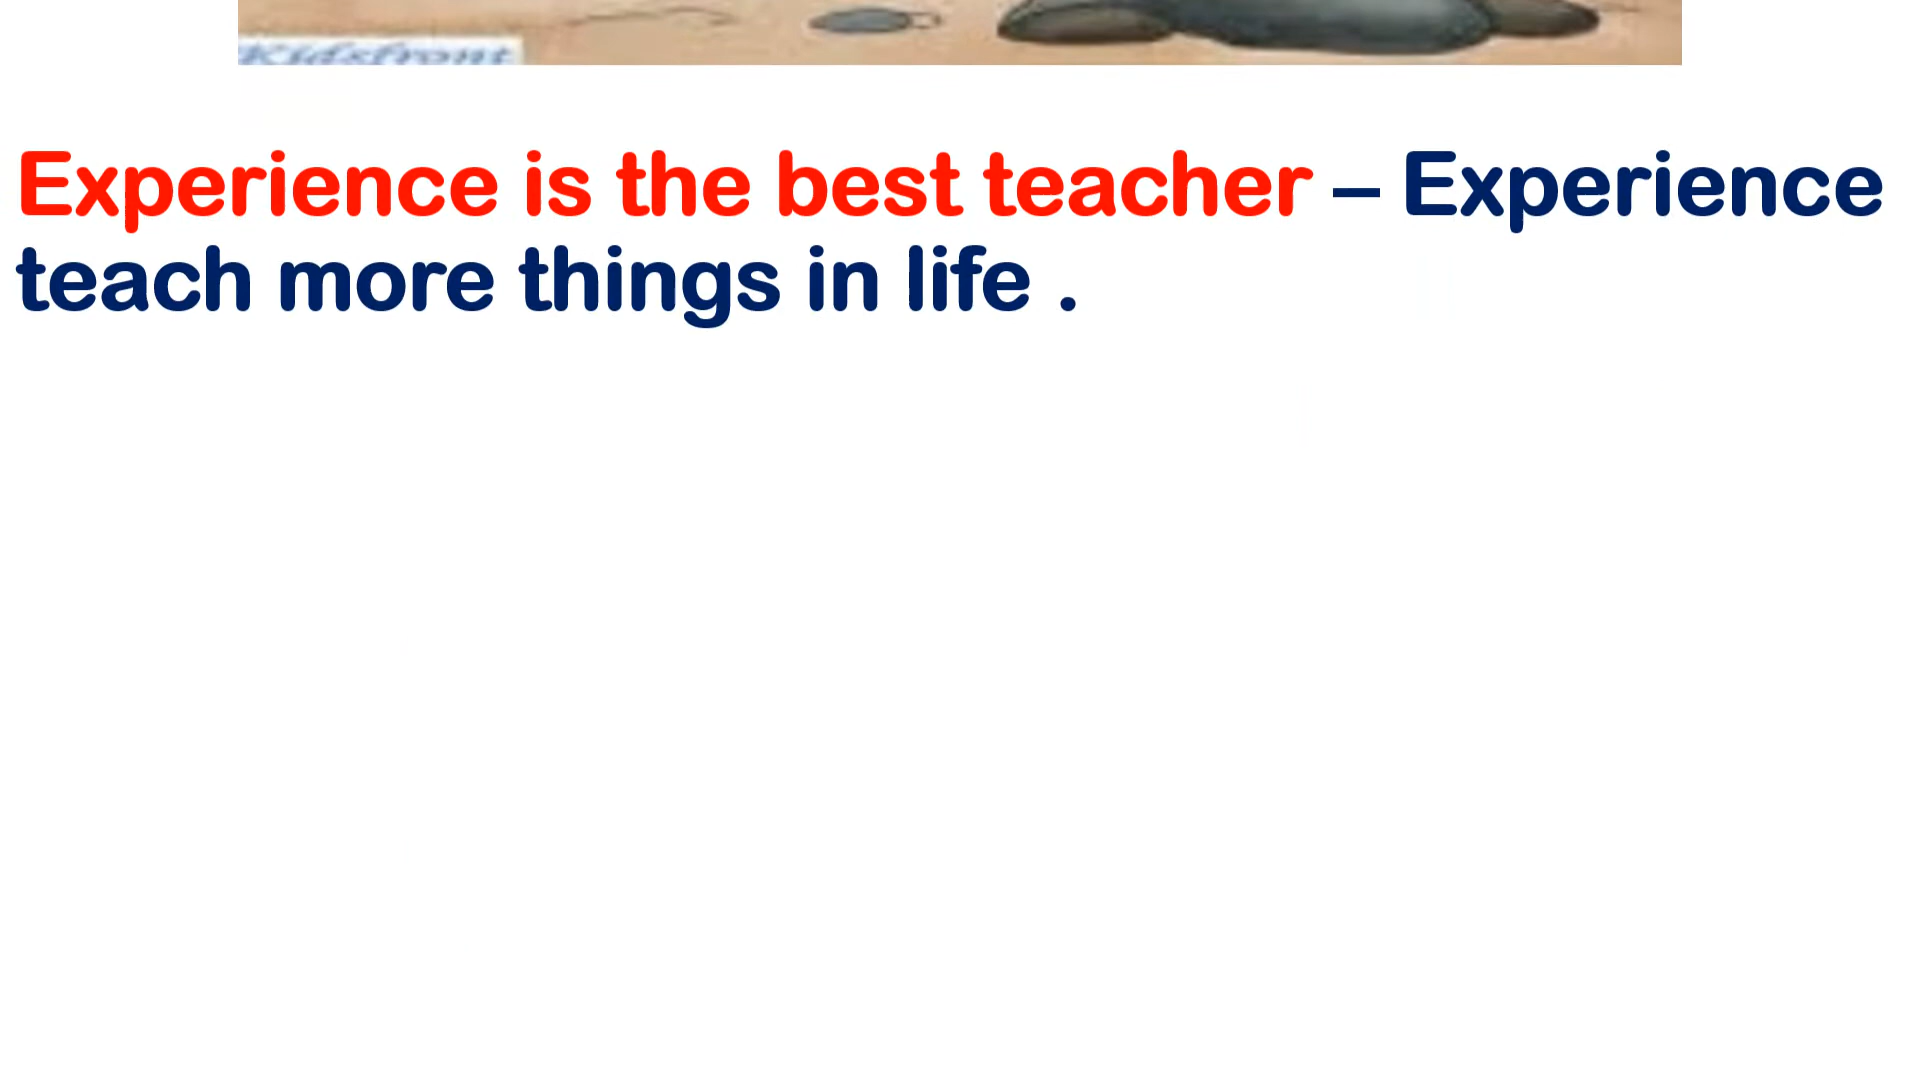 Kidsfront
Experience is the best teacher – Experience
teach more things in life .